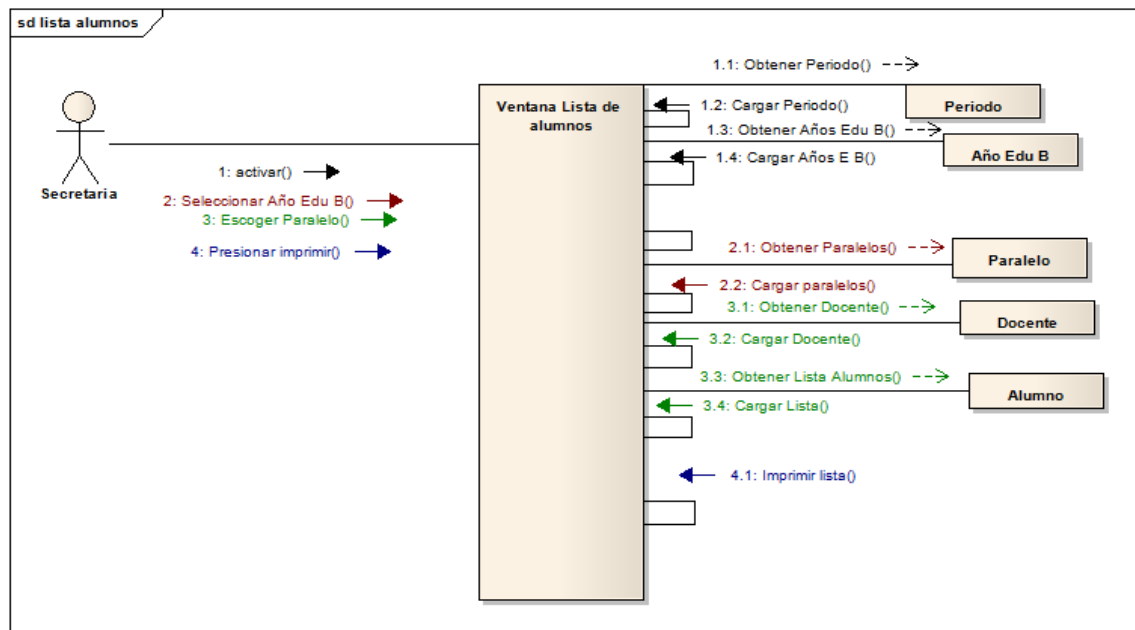 sd lista alumnos
1.1: Obtener Periodo()
Ventana Lista de
alumnos
Periodo
1.2: Cargar Periodo()
1.3: Obtener Años Edu B()
Año Edu B
1.4: Cargar Años E B()
Secretaria
1: activar()
2: Seleccionar Año Edu B()
3: Escoger Paralelo()
4: Presionar imprimir()
2.1: Obtener Paralelos()
Paralelo
2.2: Cargar paralelos()
3.1: Obtener Docente()
Docente
3.2: Cargar Docente()
3.3: Obtener Lista Alumnos()
Alumno
3.4: Cargar Lista()
4.1: Imprimir lista()